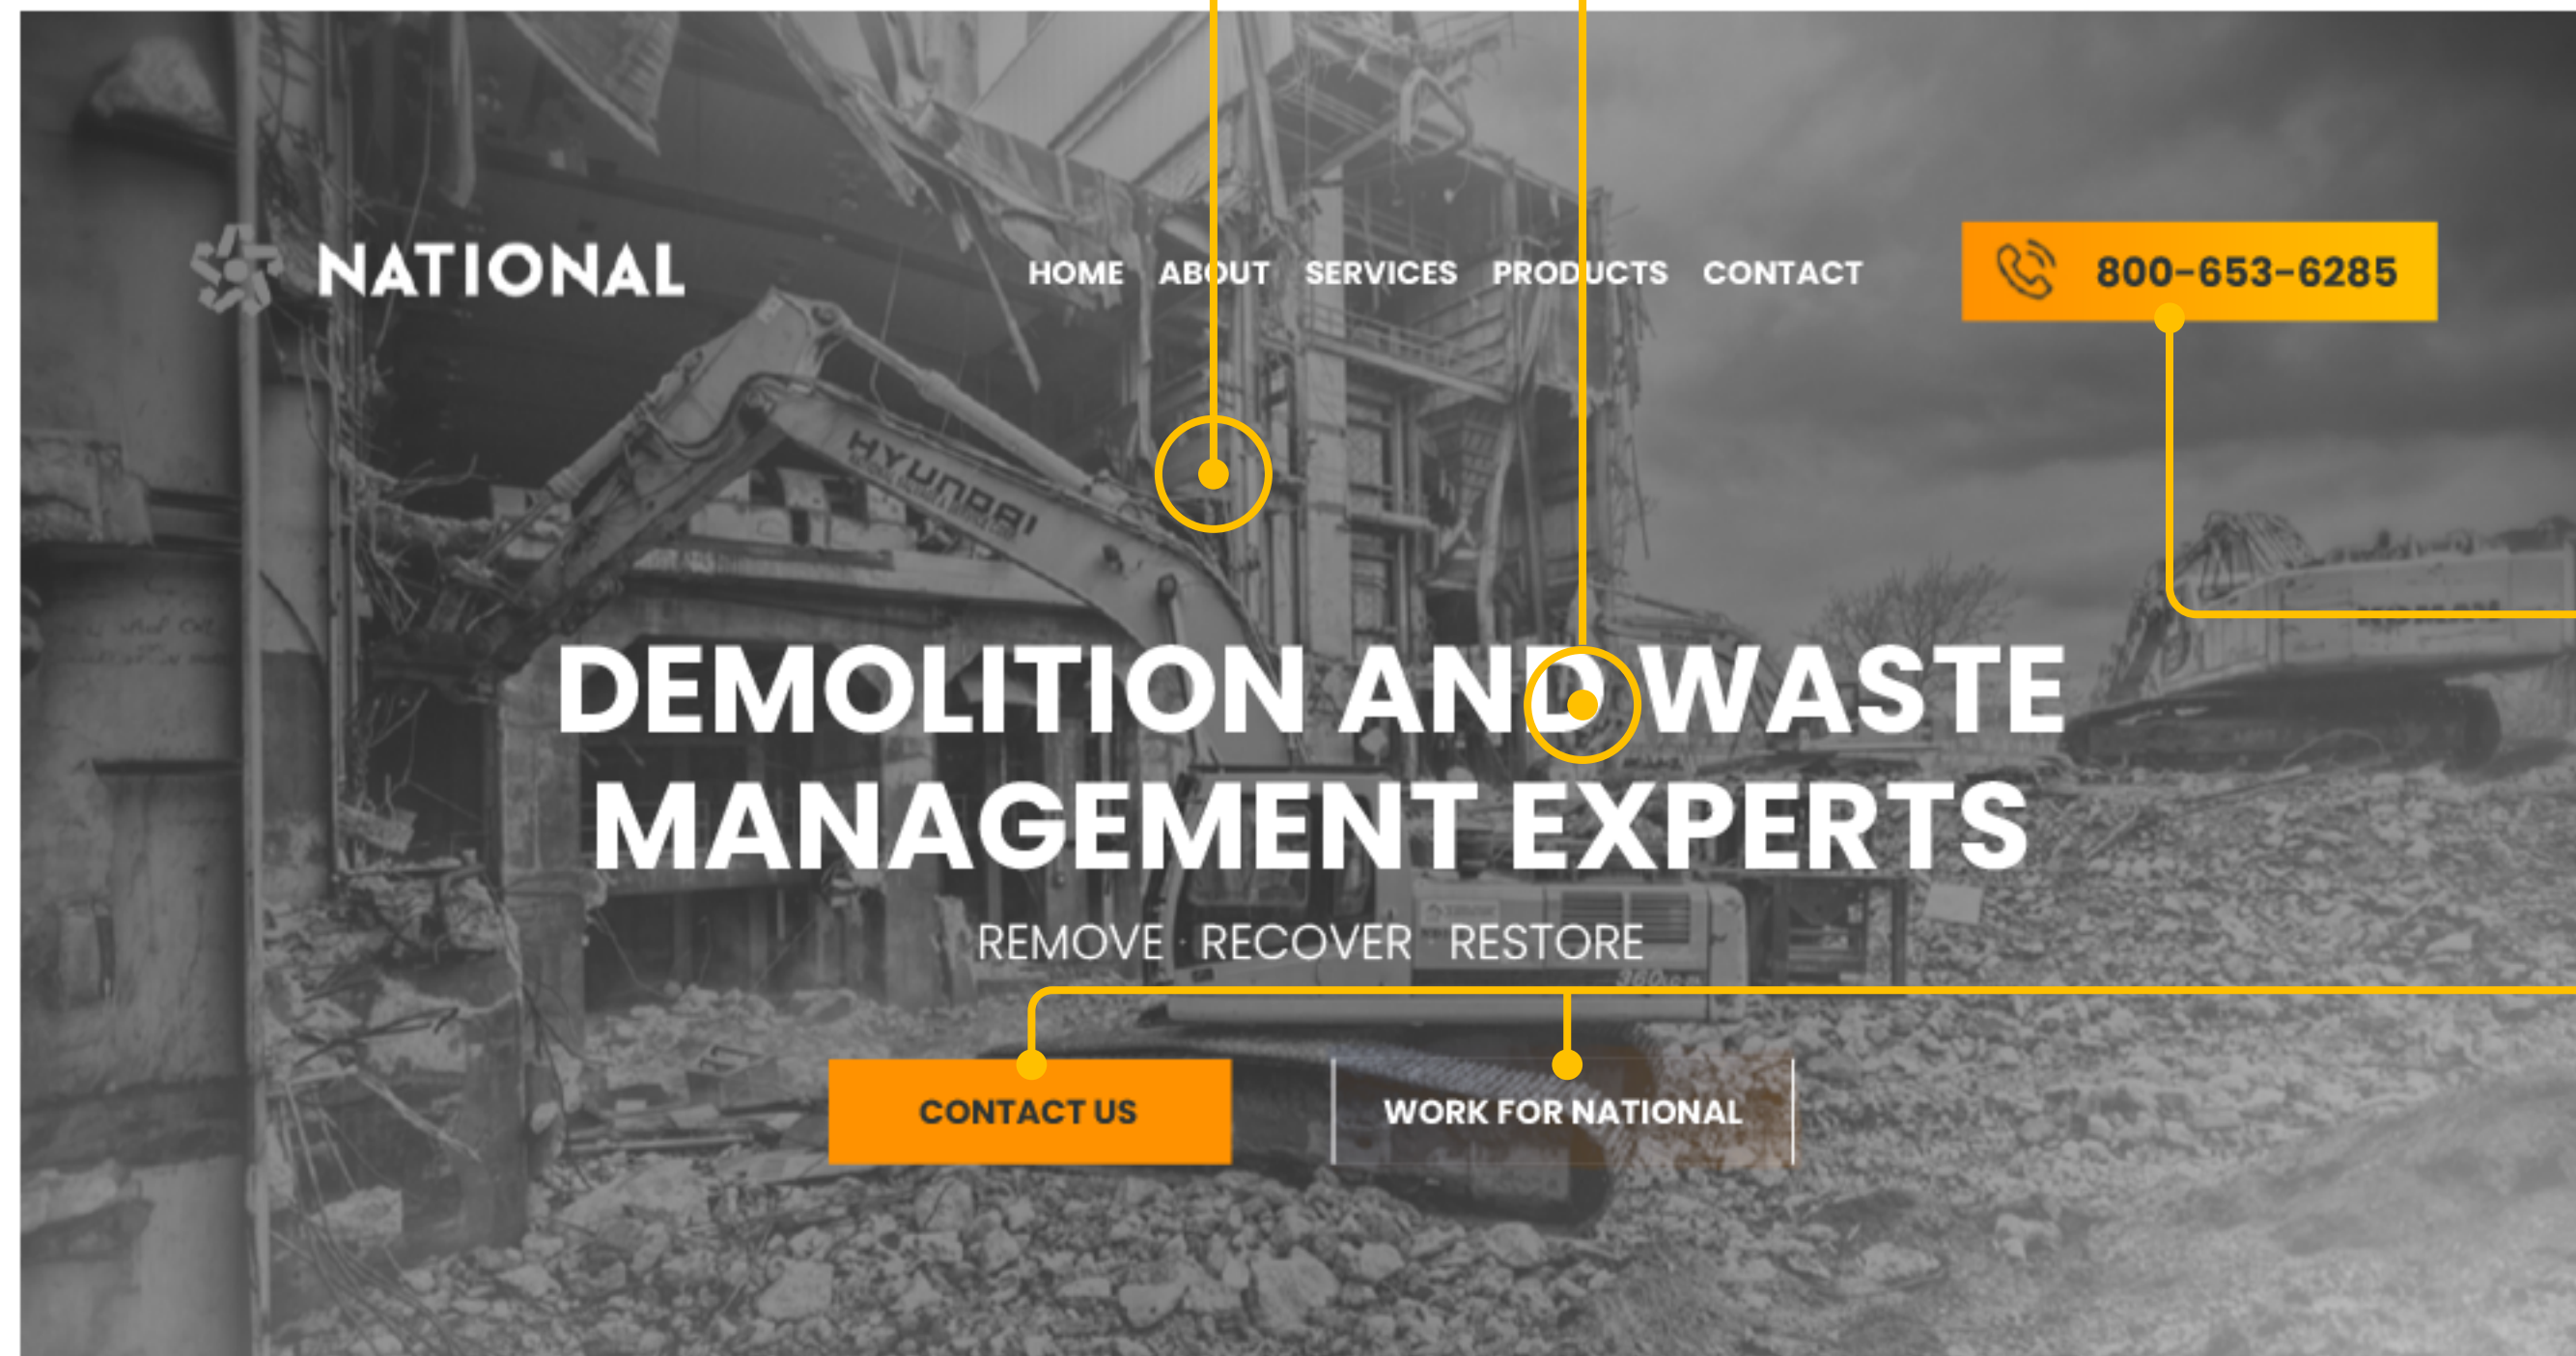 NATIONAL
HOME ABOUT SERVICES PRODUCTS CONTACT
800-653-6285
HYUNDAI
DEMOLITION AND WASTE
MANAGEMENT EXPERTS
REMOVE · RECOVER · RESTORE
CONTACT US
WORK FOR NATIONAL